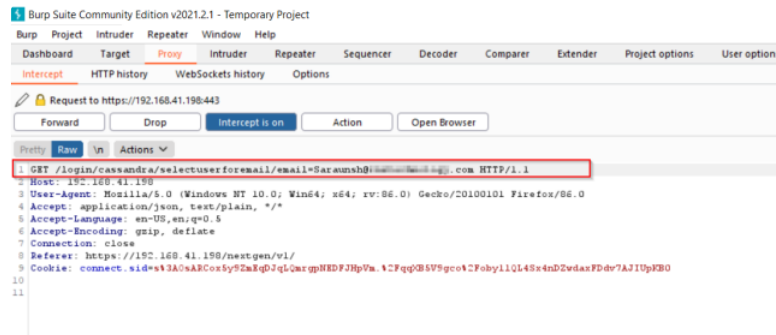 Burp Suite Community Edition v2021.2.1 - Temporary Project
Burp Project Intruder Repeater Window Help
Dashboard Target Proxy Intruder Repeater Sequencer Decoder Comparer Extender Project options User option
Intercept HTTP history WebSockets history Options
Request to https://192.168.41.198:443
Forward Drop Intercept is on Action Open Browser
Pretty Raw \n Actions
1 GET /login/cassandra/selectuserforemail/email=Saraunsh@ .com HTTP/1.1
2 Host: 192.168.41.198
3 User-Agent: Mozilla/5.0 (Windows NT 10.0; Win64; x64; rv:86.0) Gecko/20100101 Firefox/86.0
4 Accept: application/json, text/plain, */*
5 Accept-Language: en-US,en;q=0.5
6 Accept-Encoding: gzip, deflate
7 Connection: close
8 Referer: https://192.168.41.198/nextgen/v1/
9 Cookie: connect.sid=
10
11